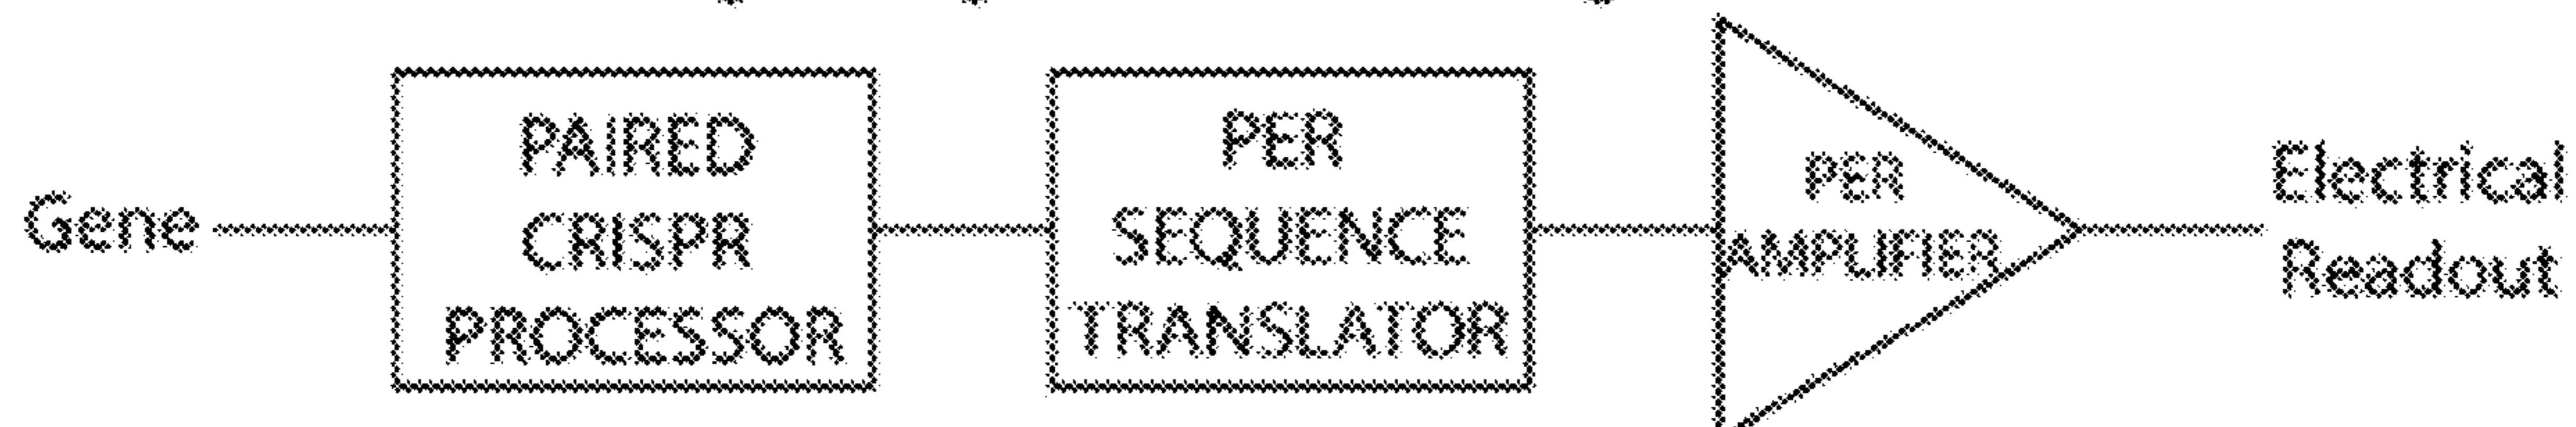 Gene
PAIRED
CRISPR
PROCESSOR
PER
SEQUENCE
TRANSLATOR
PER
AMPLIFIER
Electrical
Readout